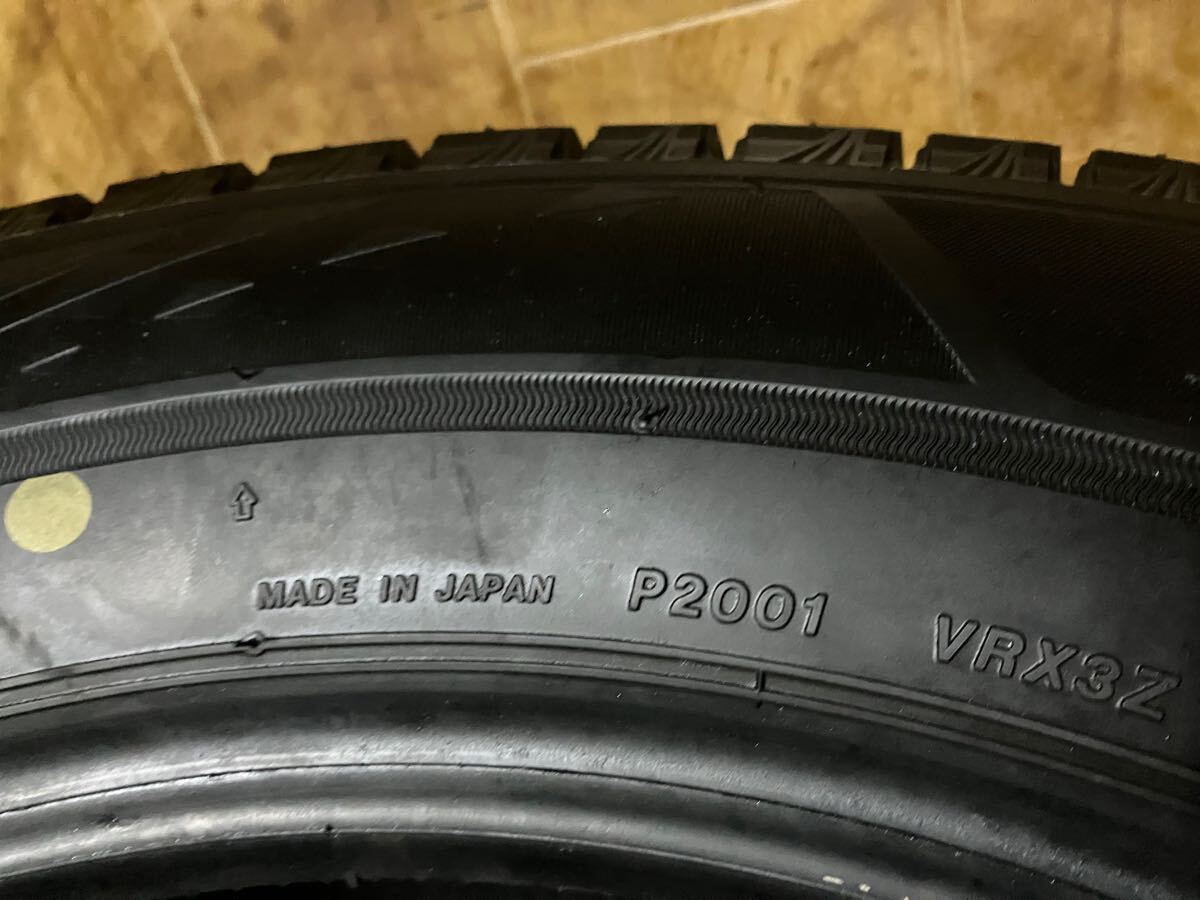 MADE IN JAPAN P2001 VRX3Z